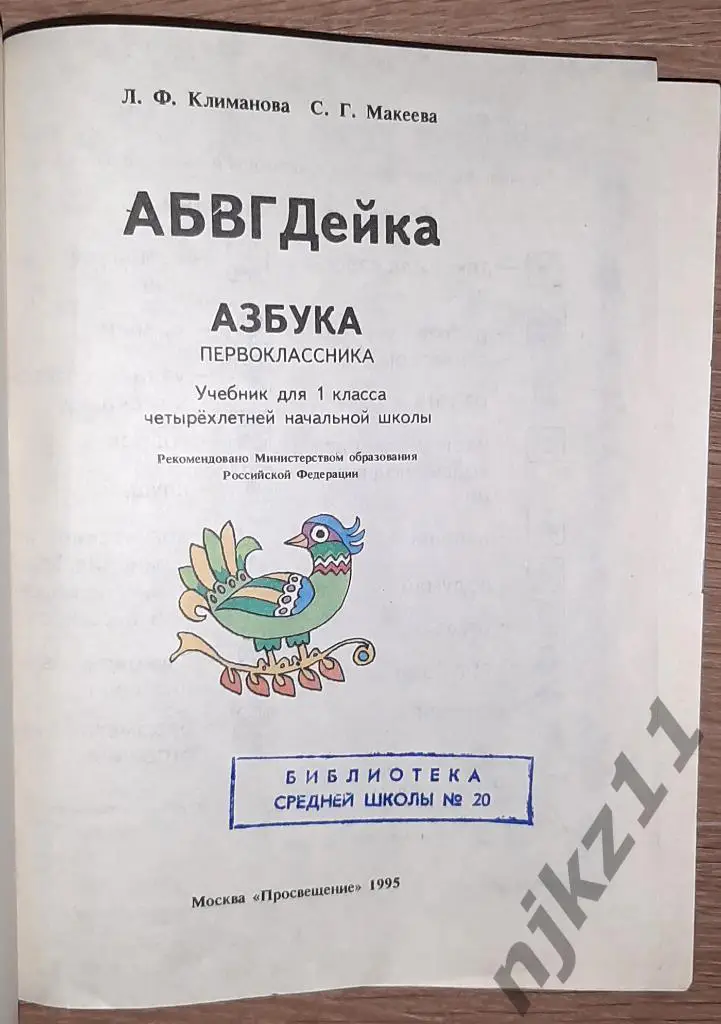 Л. Ф. Климанова С. Г. Макеева
АБВГДейка
АЗБУКА
ПЕРВОКЛАССНИКА
Учебник для 1 класса
четырёхлетней начальной школы
Рекомендовано Министерством образования
Российской Федерации
БИБЛИОТЕКА
СРЕДНЕЙ ШКОЛЫ № 20
Москва «Просвещение» 1995
njkz11